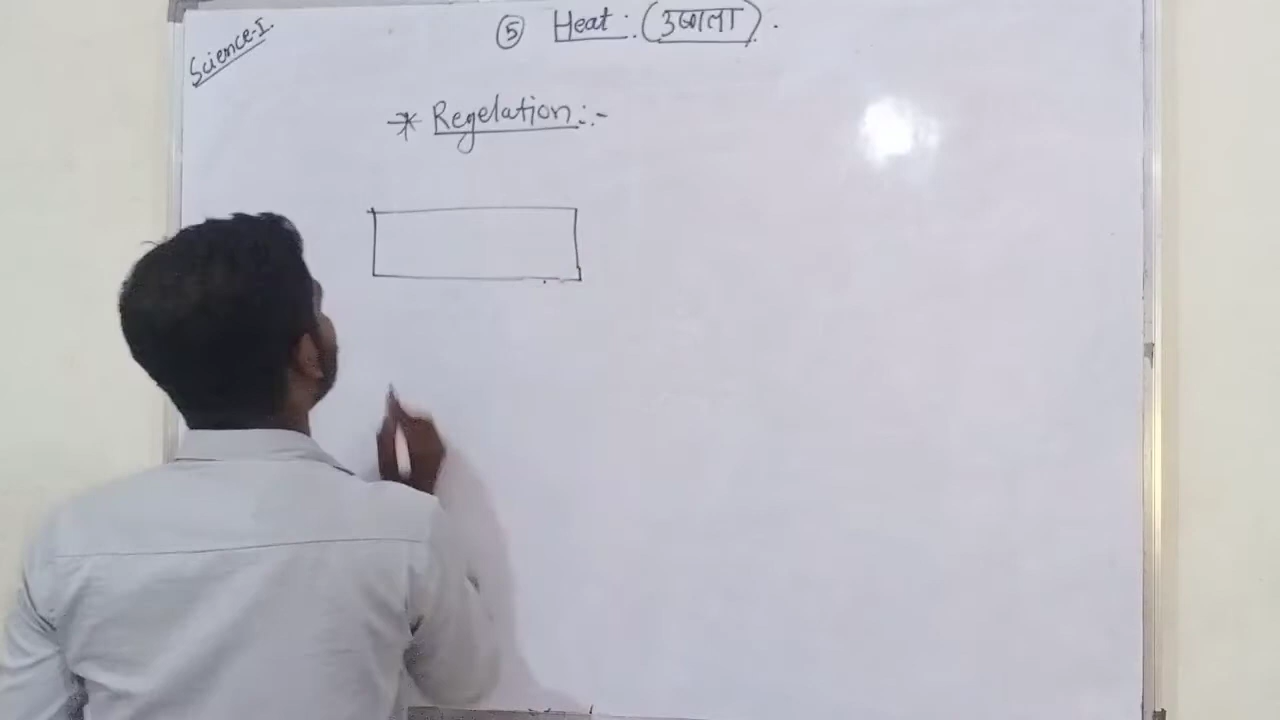 Science-I.
⑤ Heat : (उष्णता).
* Regelation :-